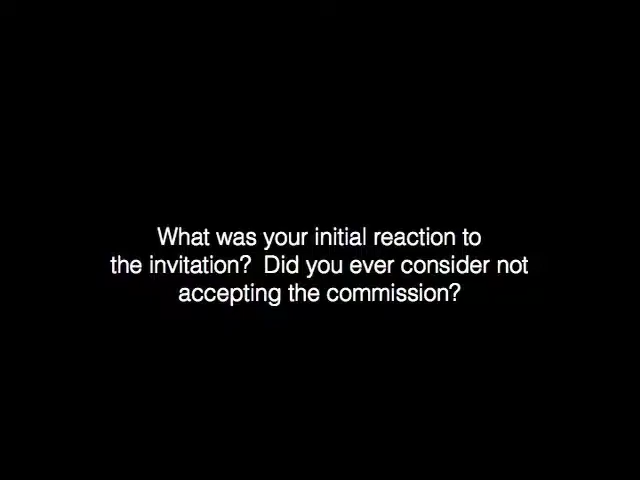 What was your initial reaction to
the invitation?  Did you ever consider not
accepting the commission?